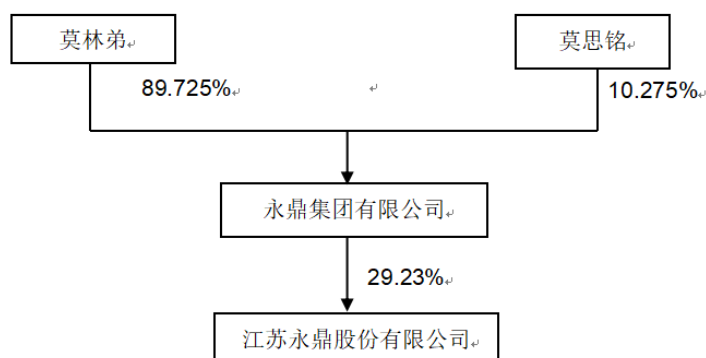 莫林弟
莫思铭
89.725%
10.275%
永鼎集团有限公司
29.23%
江苏永鼎股份有限公司